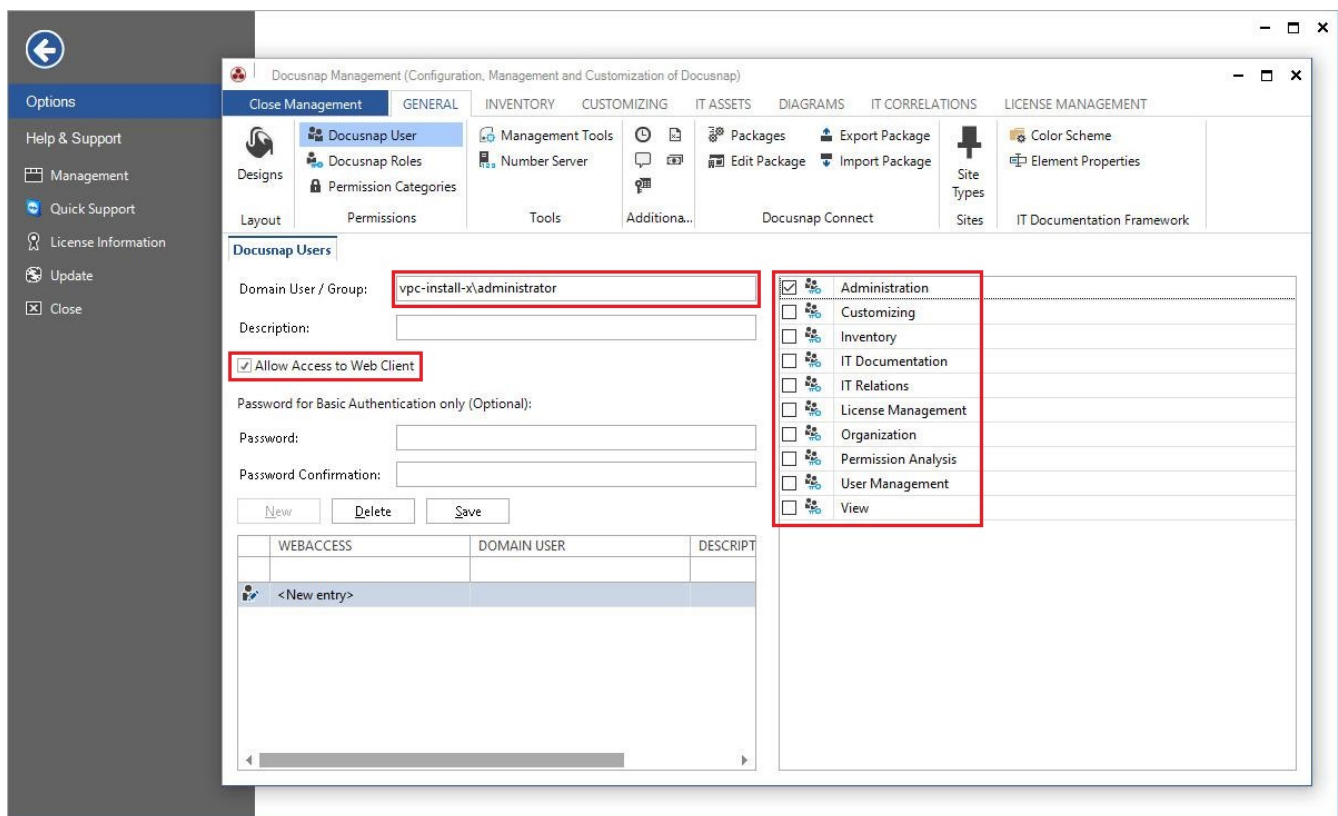 Docusnap Management (Configuration, Management and Customization of Docusnap)
Options
Help & Support
Management
Quick Support
License Information
Update
Close
Close Management GENERAL INVENTORY CUSTOMIZING IT ASSETS DIAGRAMS IT CORRELATIONS LICENSE MANAGEMENT
Designs
Layout
Docusnap User
Docusnap Roles
Permission Categories
Permissions
Management Tools
Number Server
Tools
Additiona...
Packages
Edit Package
Export Package
Import Package
Docusnap Connect
Site
Types
Sites
Color Scheme
Element Properties
IT Documentation Framework
Docusnap Users
Domain User / Group: vpc-install-x\administrator
Description:
Allow Access to Web Client
Password for Basic Authentication only (Optional):
Password:
Password Confirmation:
New Delete Save
WEBACCESS DOMAIN USER DESCRIPT
<New entry>
Administration
Customizing
Inventory
IT Documentation
IT Relations
License Management
Organization
Permission Analysis
User Management
View